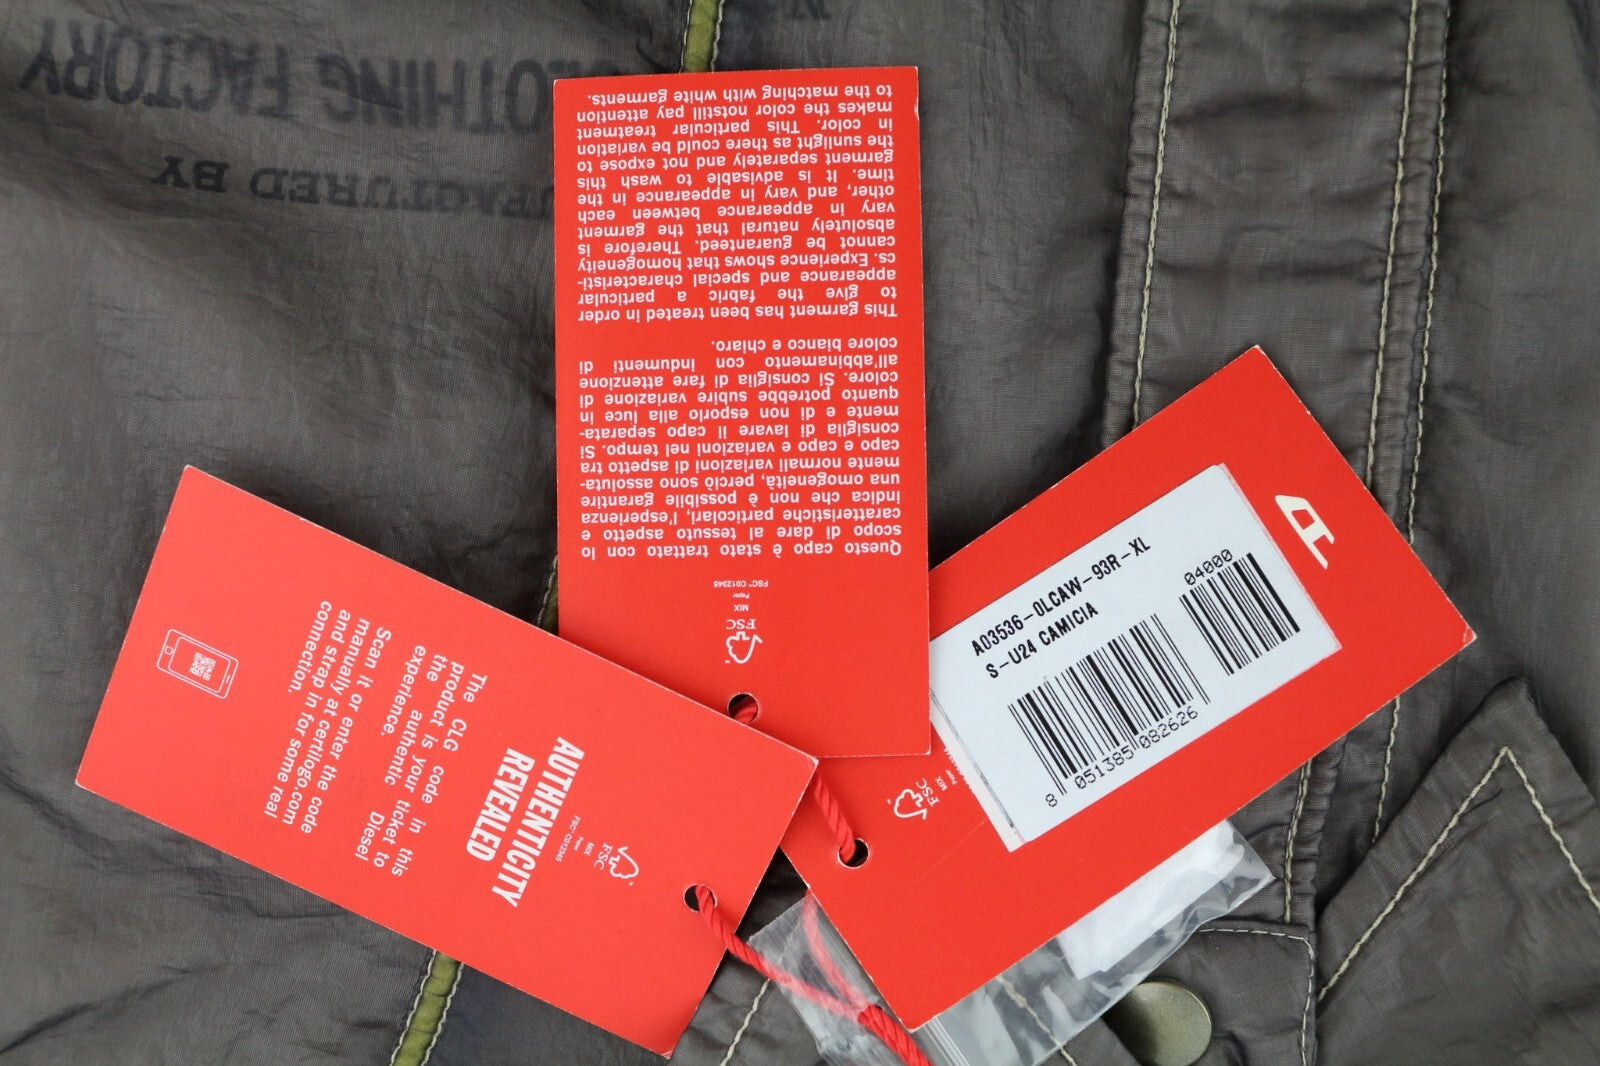 CLOTHING FACTORY
UFACTURED BY
Questo capo è stato trattato con lo
scopo di dare al tessuto aspetto e
caratteristiche particolari, l'esperienza
indica che non è possibile garantire
una omogeneità, perciò sono assoluta-
mente normali variazioni di aspetto tra
capo e capo e variazioni nel tempo. Si
consiglia di lavare il capo separata-
mente e di non esporlo alla luce in
quanto potrebbe subire variazione di
colore. Si consiglia di fare attenzione
all'abbinamento con indumenti di
colore bianco e chiaro.
This garment has been treated in order
to give the fabric a particular
appearance and special characteristi-
cs. Experience shows that homogeneity
cannot be guaranteed. Therefore is
absolutely natural that the garment
vary in appearance between each
other, and vary in appearance in the
time. It is advisable to wash this
garment separately and not expose to
the sunlight as there could be variation
in color. This particular treatment
makes the color notstill pay attention
to the matching with white garments.
FSC
MIX
Paper
FSC™ C012345
AUTHENTICITY
REVEALED
The CLG code in this
product is your ticket to
the authentic Diesel
experience.
Scan it or enter the code
manually at certilogo.com
and strap in for some real
connection.
FSC
MIX
Paper
FSC™ C012345
D
A03536-0LCAW-93R-XL
S-U24 CAMICIA
04000
8 051385 082626
FSC
MIX
Paper